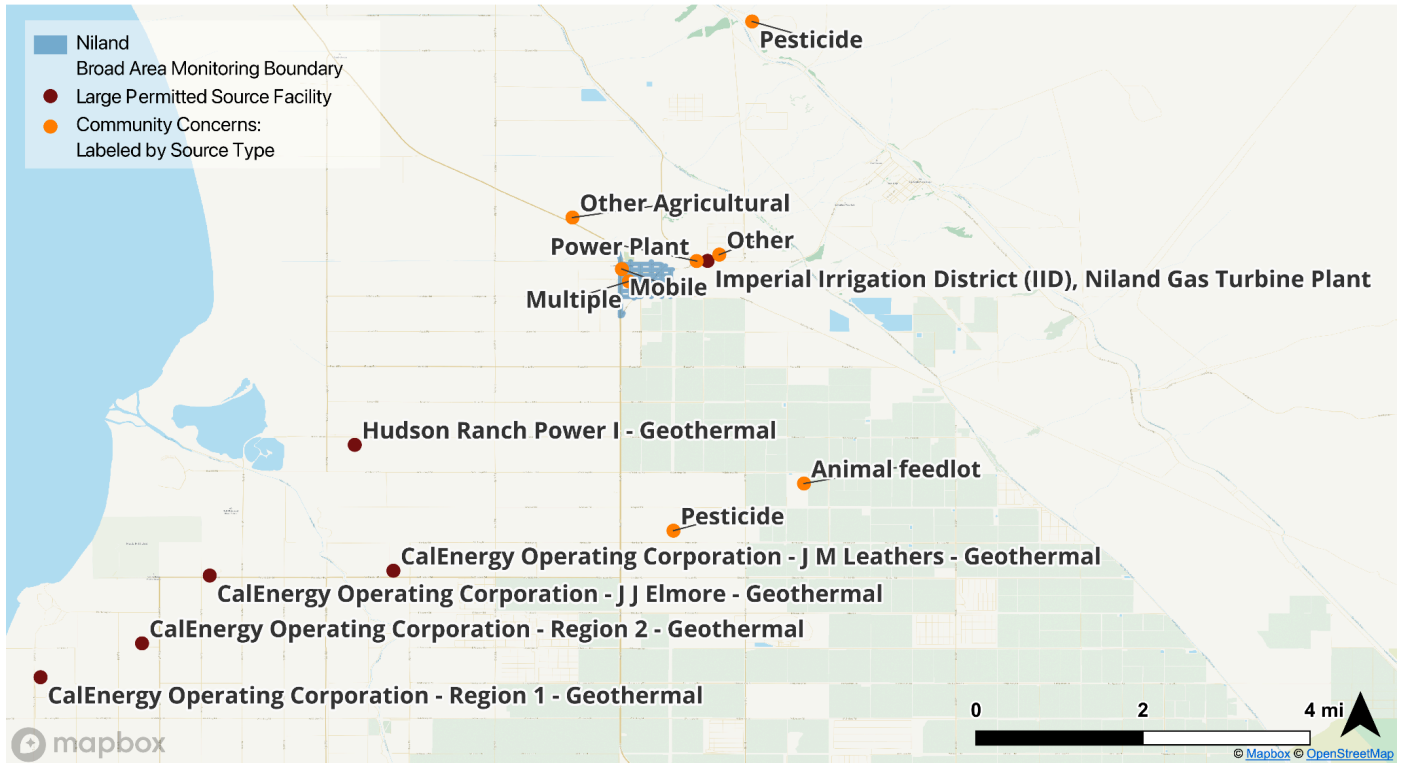 Niland
Broad Area Monitoring Boundary
Large Permitted Source Facility
Community Concerns:
Labeled by Source Type
Pesticide
Other Agricultural
Other
Power Plant
Imperial Irrigation District (IID), Niland Gas Turbine Plant
Mobile
Multiple
Hudson Ranch Power I - Geothermal
Animal feedlot
Pesticide
CalEnergy Operating Corporation - J M Leathers - Geothermal
CalEnergy Operating Corporation - J J Elmore - Geothermal
CalEnergy Operating Corporation - Region 2 - Geothermal
CalEnergy Operating Corporation - Region 1 - Geothermal
0 2 4 mi
mapbox
© Mapbox © OpenStreetMap